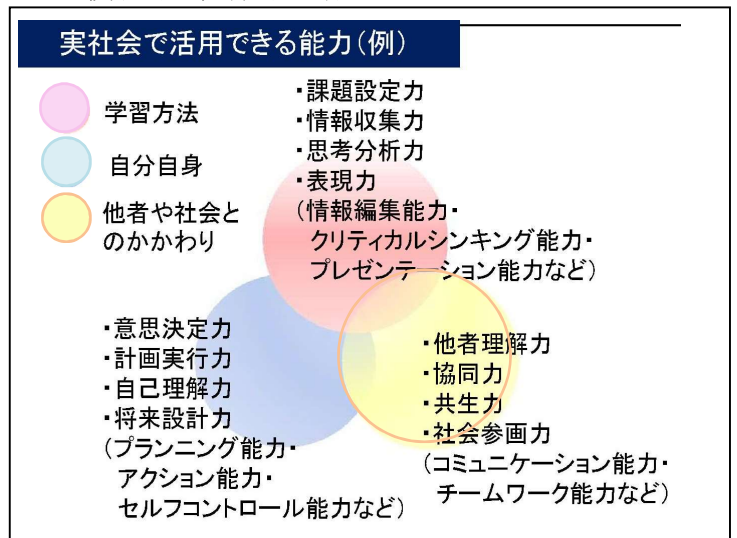 実社会で活用できる能力(例)
学習方法
自分自身
他者や社会と
のかかわり
・課題設定力
・情報収集力
・思考分析力
・表現力
(情報編集能力・
クリティカルシンキング能力・
プレゼンテーション能力など)
・意思決定力
・計画実行力
・自己理解力
・将来設計力
(プランニング能力・
アクション能力・
セルフコントロール能力など)
・他者理解力
・協同力
・共生力
・社会参画力
(コミュニケーション能力・
チームワーク能力など)